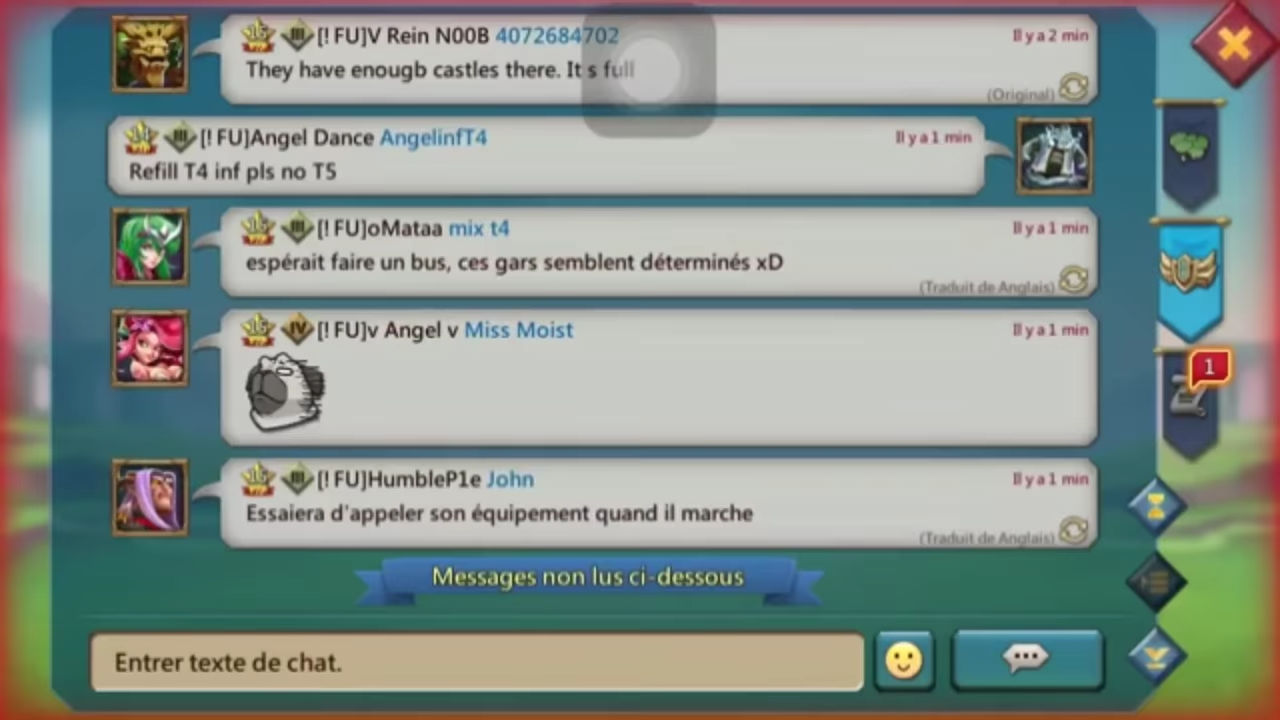 [! FU]V Rein N00B 4072684702
Il y a 2 min
They have enougb castles there. It s full
(Original)
[! FU]Angel Dance AngelinfT4
Il y a 1 min
Refill T4 inf pls no T5
[! FU]oMataa mix t4
Il y a 1 min
espérait faire un bus, ces gars semblent déterminés xD
(Traduit de Anglais)
[! FU]v Angel v Miss Moist
Il y a 1 min
[! FU]HumbleP1e John
Il y a 1 min
Essaiera d'appeler son équipement quand il marche
(Traduit de Anglais)
1
Messages non lus ci-dessous
Entrer texte de chat.